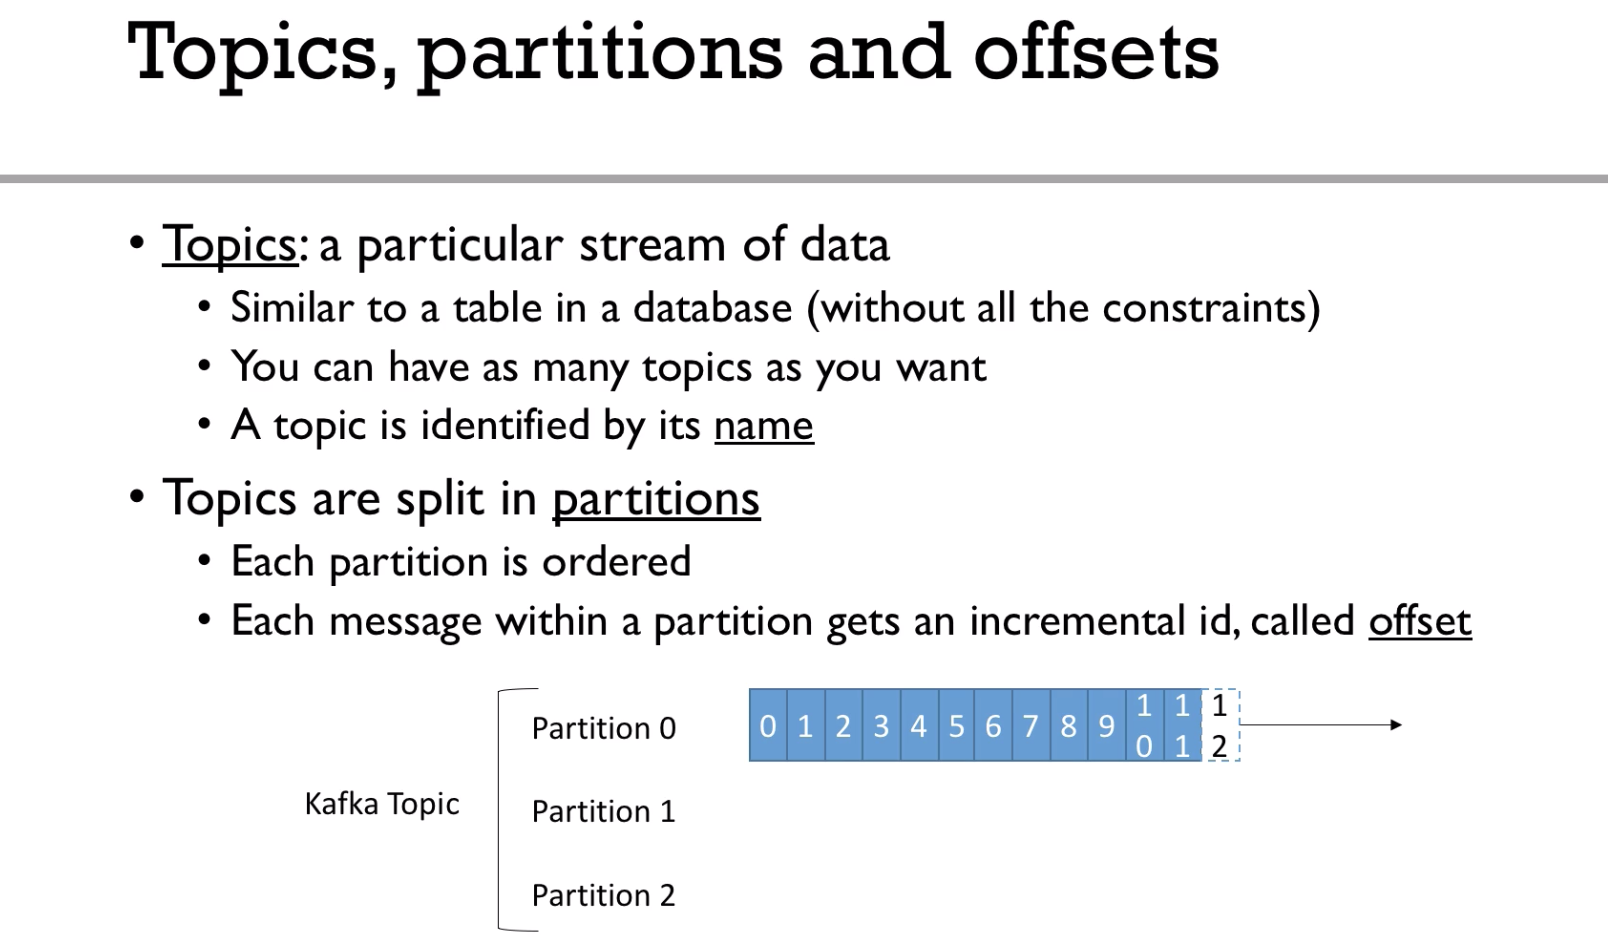 Topics, partitions and offsets
• Topics: a particular stream of data
• Similar to a table in a database (without all the constraints)
• You can have as many topics as you want
• A topic is identified by its name
• Topics are split in partitions
• Each partition is ordered
• Each message within a partition gets an incremental id, called offset
Partition 0 0 1 2 3 4 5 6 7 8 9 10 11 12
Kafka Topic
Partition 1
Partition 2